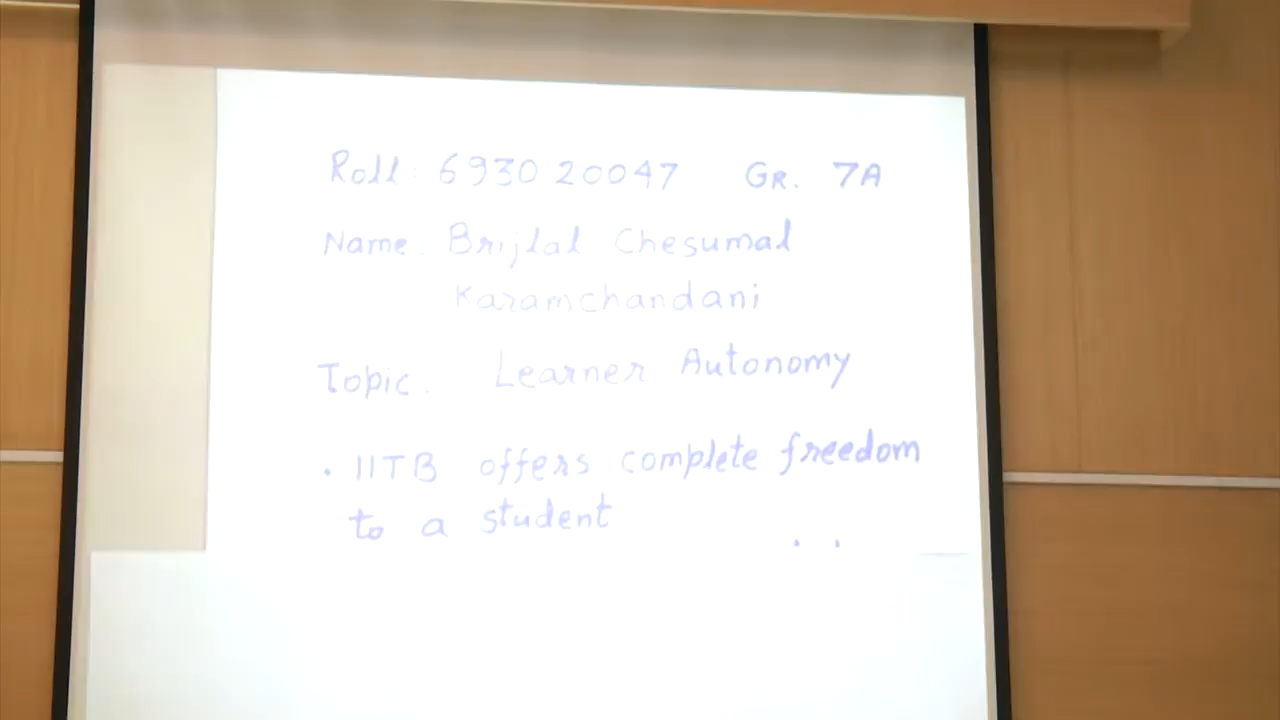 Roll: 6930 20047 GR. 7A
Name: Brijlal Chesumal
Karamchandani
Topic: Learner Autonomy
• IITB offers complete freedom
to a student
. .